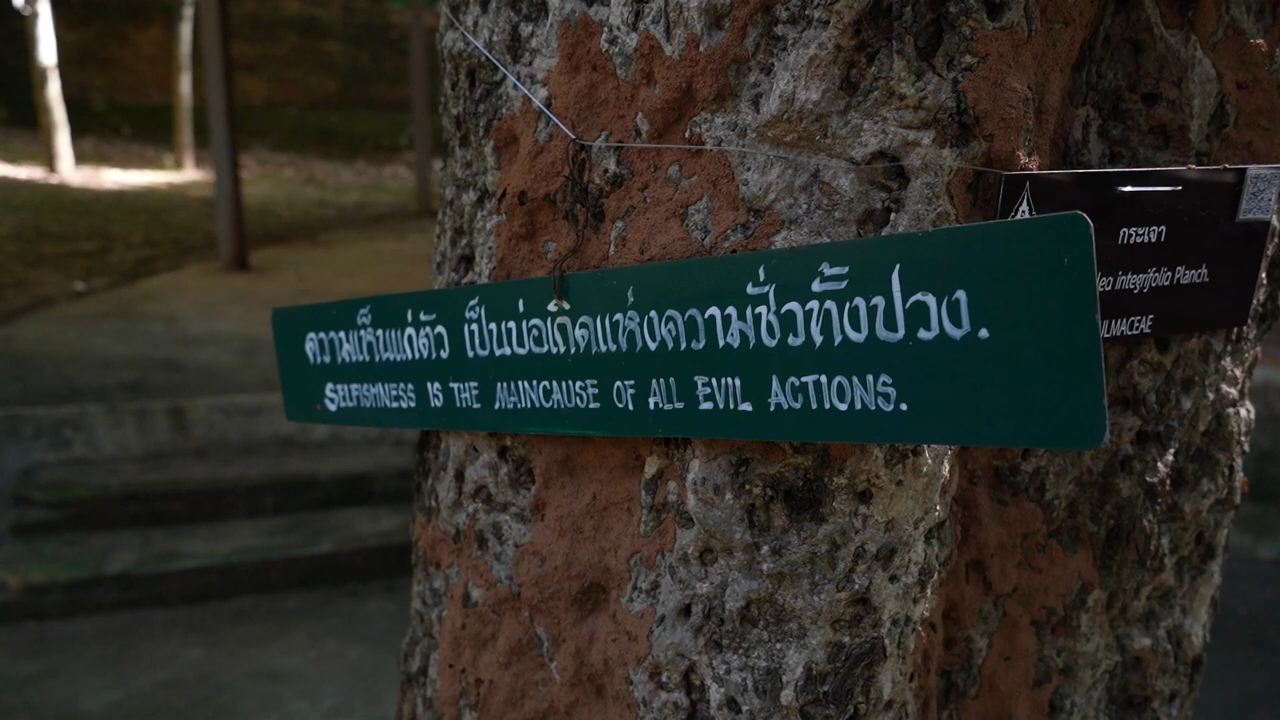 ความเห็นแก่ตัว เป็นบ่อเกิดแห่งความชั่วทั้งปวง.
SELFISHNESS IS THE MAINCAUSE OF ALL EVIL ACTIONS.
กระเจา
integrifolia Planch.